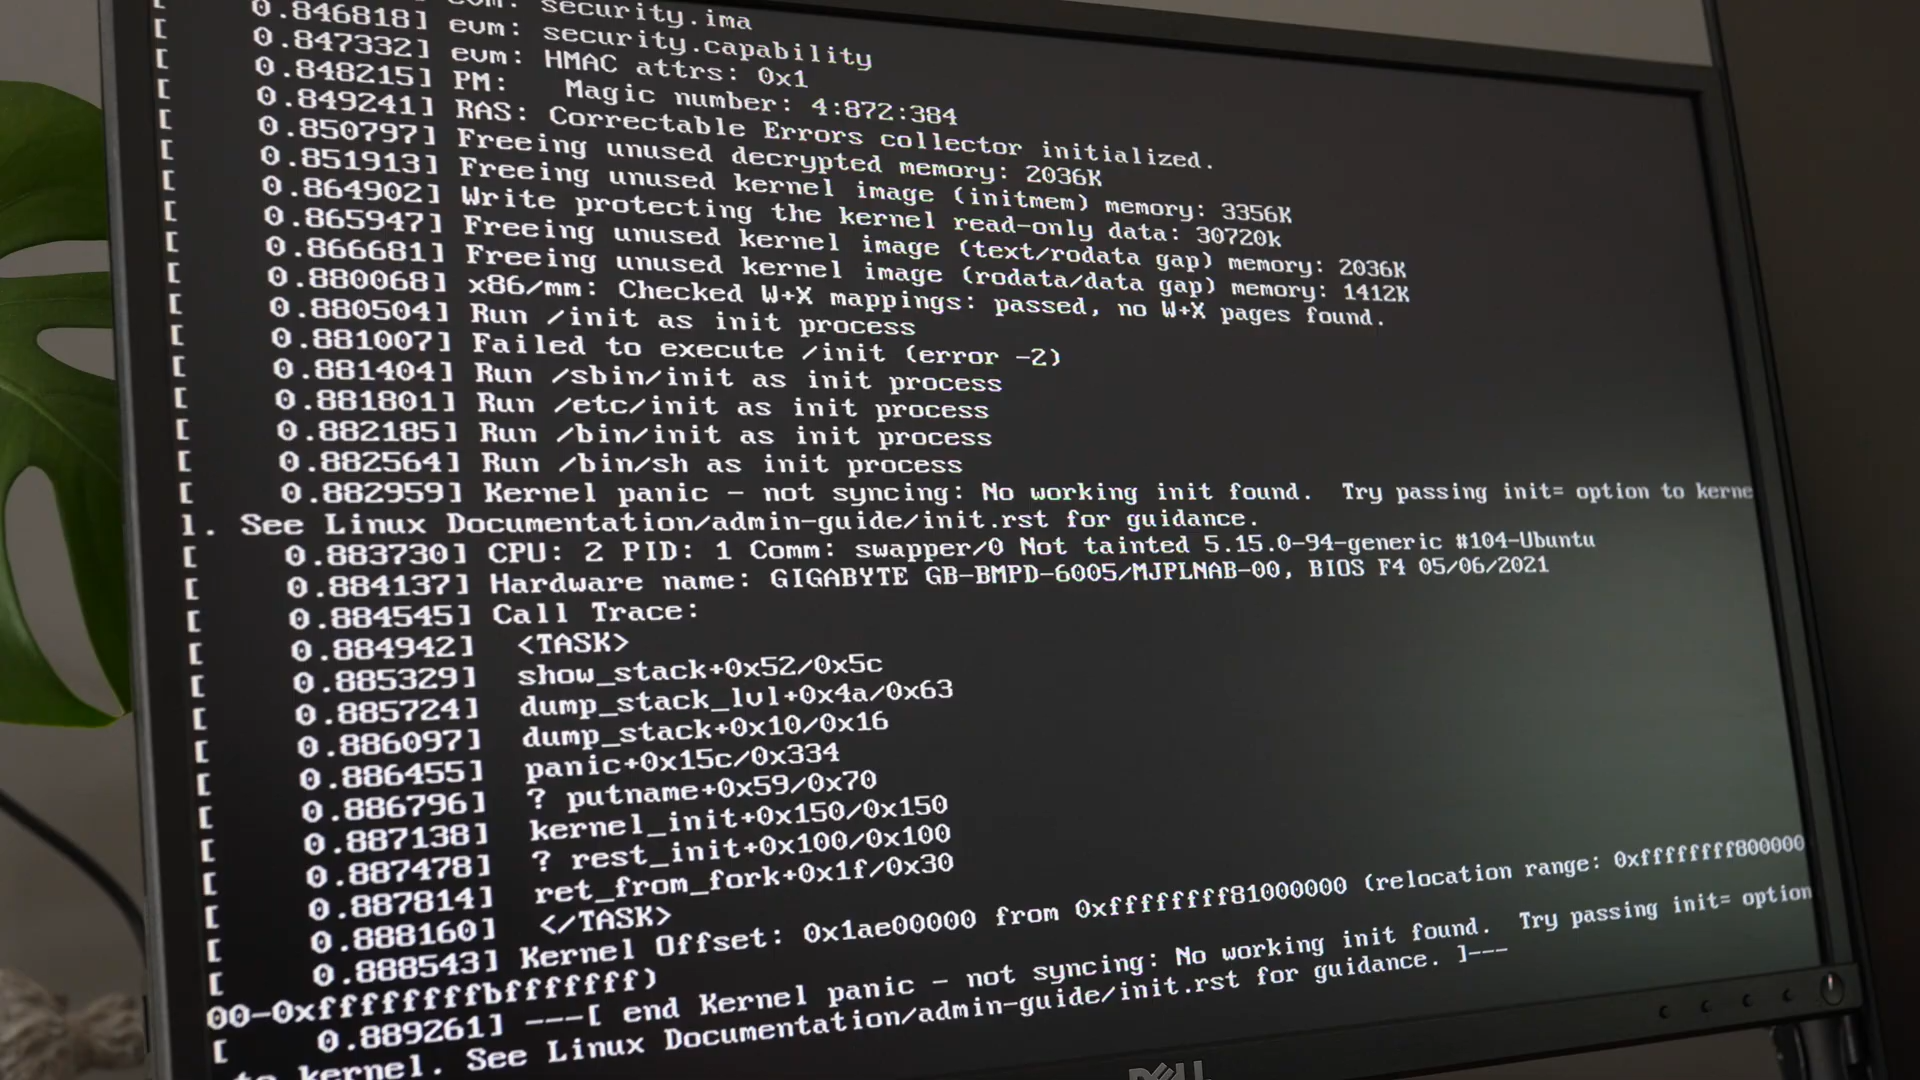 evm: security.ima
[    0.846818] evm: security.capability
[    0.847332] evm: HMAC attrs: 0x1
[    0.848215] PM:   Magic number: 4:872:384
[    0.849241] RAS: Correctable Errors collector initialized.
[    0.850797] Freeing unused decrypted memory: 2036K
[    0.851913] Freeing unused kernel image (initmem) memory: 3356K
[    0.864902] Write protecting the kernel read-only data: 30720k
[    0.865947] Freeing unused kernel image (text/rodata gap) memory: 2036K
[    0.866681] Freeing unused kernel image (rodata/data gap) memory: 1412K
[    0.880068] x86/mm: Checked W+X mappings: passed, no W+X pages found.
[    0.880504] Run /init as init process
[    0.881007] Failed to execute /init (error -2)
[    0.881404] Run /sbin/init as init process
[    0.881801] Run /etc/init as init process
[    0.882185] Run /bin/init as init process
[    0.882564] Run /bin/sh as init process
[    0.882959] Kernel panic - not syncing: No working init found.  Try passing init= option to kerne
l. See Linux Documentation/admin-guide/init.rst for guidance.
[    0.883730] CPU: 2 PID: 1 Comm: swapper/0 Not tainted 5.15.0-94-generic #104-Ubuntu
[    0.884137] Hardware name: GIGABYTE GB-BMPD-6005/MJPLNAB-00, BIOS F4 05/06/2021
[    0.884545] Call Trace:
[    0.884942]  <TASK>
[    0.885329]  show_stack+0x52/0x5c
[    0.885724]  dump_stack_lvl+0x4a/0x63
[    0.886097]  dump_stack+0x10/0x16
[    0.886455]  panic+0x15c/0x334
[    0.886796]  ? putname+0x59/0x70
[    0.887138]  kernel_init+0x150/0x150
[    0.887478]  ? rest_init+0x100/0x100
[    0.887814]  ret_from_fork+0x1f/0x30
[    0.888160]  </TASK>
[    0.888543] Kernel Offset: 0x1ae00000 from 0xffffffff81000000 (relocation range: 0xffffffff800000
00-0xffffffffbfffffff)
[    0.889261] ---[ end Kernel panic - not syncing: No working init found.  Try passing init= option
to kernel. See Linux Documentation/admin-guide/init.rst for guidance. ]---
DELL